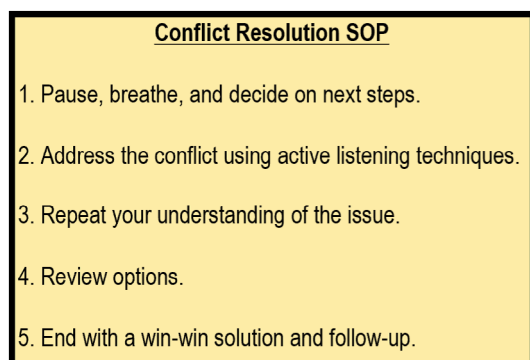 Conflict Resolution SOP
1. Pause, breathe, and decide on next steps.
2. Address the conflict using active listening techniques.
3. Repeat your understanding of the issue.
4. Review options.
5. End with a win-win solution and follow-up.